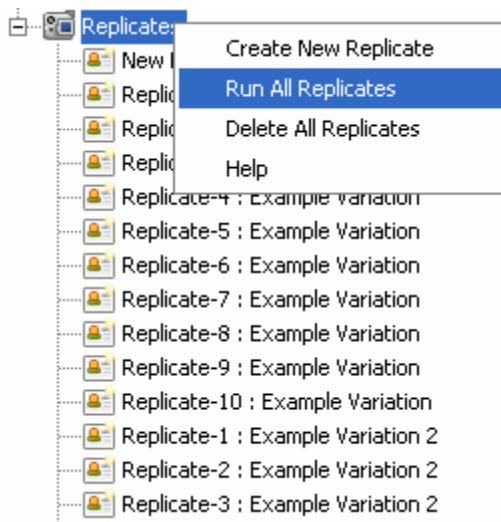 Replicates
Create New Replicate
New
Run All Replicates
Delete All Replicates
Help
Replicate-4 : Example Variation
Replicate-5 : Example Variation
Replicate-6 : Example Variation
Replicate-7 : Example Variation
Replicate-8 : Example Variation
Replicate-9 : Example Variation
Replicate-10 : Example Variation
Replicate-1 : Example Variation 2
Replicate-2 : Example Variation 2
Replicate-3 : Example Variation 2